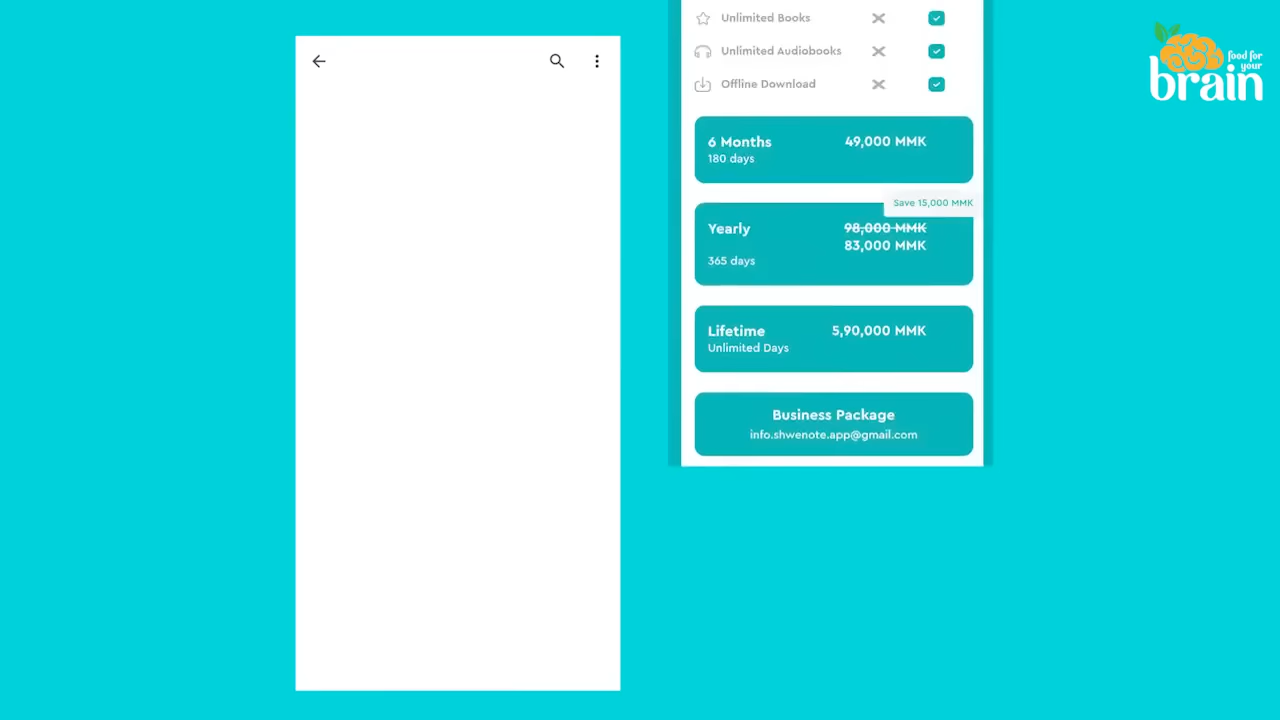 Unlimited Books
Unlimited Audiobooks
Offline Download
6 Months 49,000 MMK
180 days
Save 15,000 MMK
Yearly 98,000 MMK
83,000 MMK
365 days
Lifetime 5,90,000 MMK
Unlimited Days
Business Package
info.shwenote.app@gmail.com
food for
your
brain